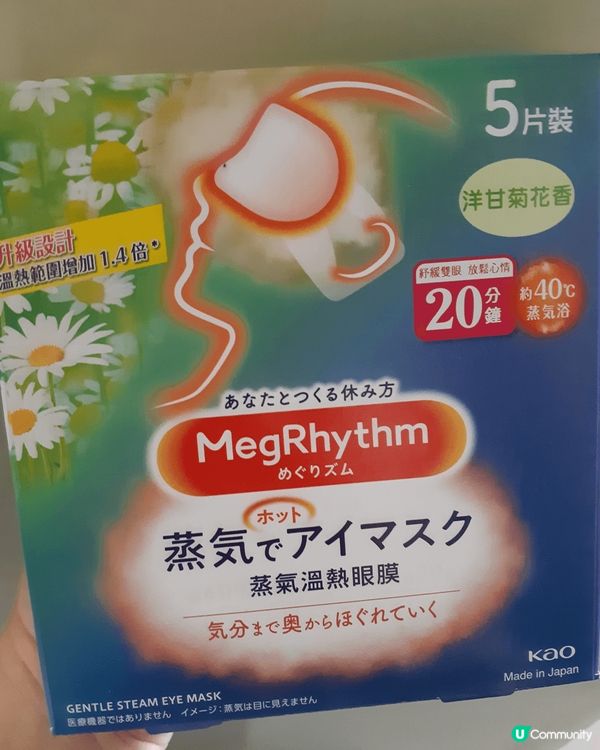 5片裝
洋甘菊花香
升級設計
溫熱範圍增加1.4倍*
紓緩雙眼 放鬆心情
20分鐘
約40℃
蒸気浴
あなたとつくる休み方
MegRhythm
めぐリズム
ホット
蒸気でアイマスク
蒸氣溫熱眼膜
気分まで奥からほぐれていく
Kao
Made in Japan
GENTLE STEAM EYE MASK
医療機器ではありません イメージ:蒸気は目に見えません
U Community